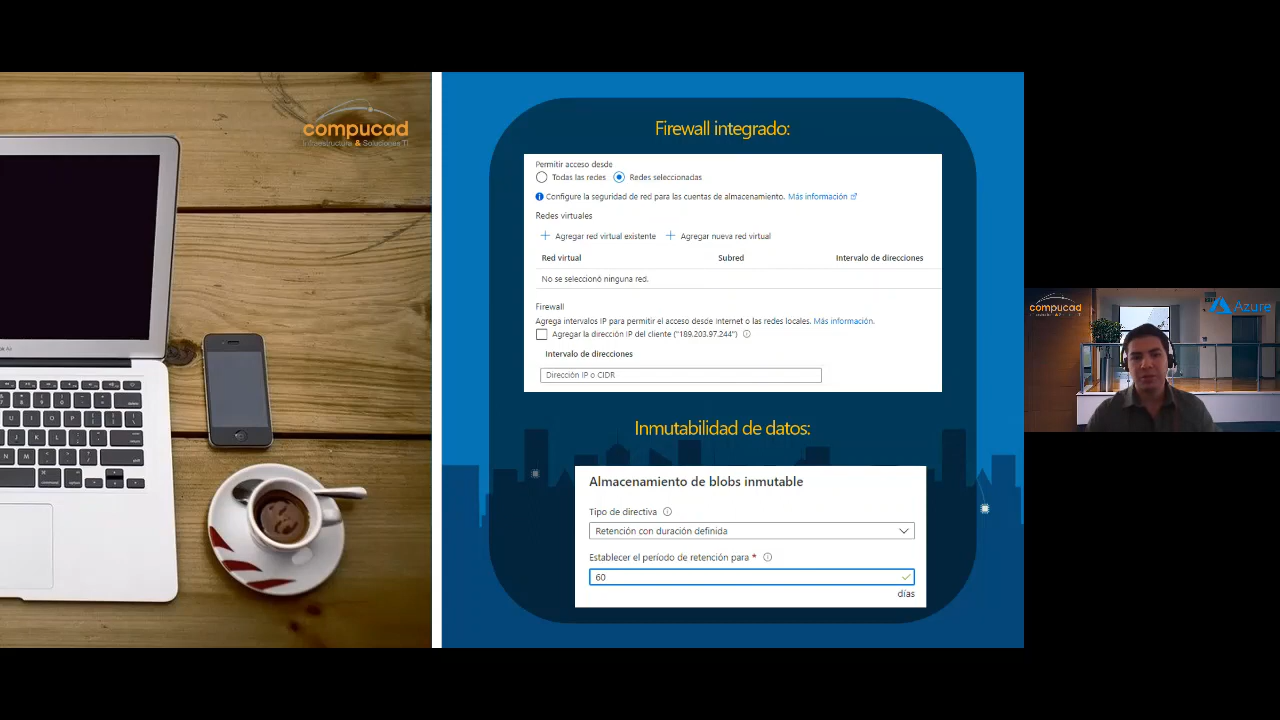 compucad
Infraestructura & Soluciones TI
Firewall integrado:
Permitir acceso desde
Todas las redes
Redes seleccionadas
Configure la seguridad de red para las cuentas de almacenamiento. Más información
Redes virtuales
Agregar red virtual existente
Agregar nueva red virtual
Red virtual
Subred
Intervalo de direcciones
No se seleccionó ninguna red.
Firewall
Agrega intervalos IP para permitir el acceso desde Internet o las redes locales. Más información.
Agregar la dirección IP del cliente ("189.203.97.244")
Intervalo de direcciones
Dirección IP o CIDR
Inmutabilidad de datos:
Almacenamiento de blobs inmutable
Tipo de directiva
Retención con duración definida
Establecer el período de retención para *
60
días
compucad
Azure